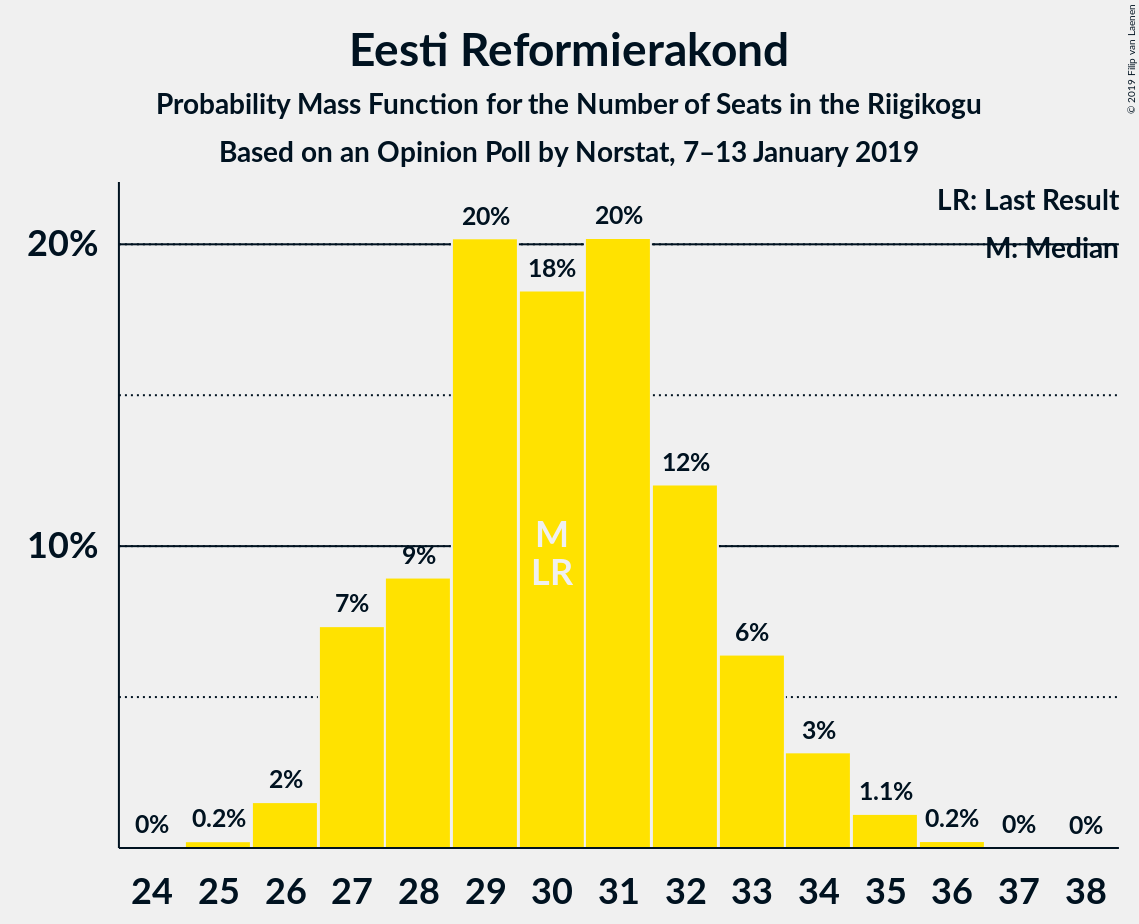 Eesti Reformierakond
Probability Mass Function for the Number of Seats in the Riigikogu
Based on an Opinion Poll by Norstat, 7–13 January 2019
© 2019 Filip van Laenen
LR: Last Result
M: Median
20%
10%
0%
0.2%
2%
7%
9%
20%
18%
20%
12%
6%
3%
1.1%
0.2%
0%
0%
M
LR
24 25 26 27 28 29 30 31 32 33 34 35 36 37 38